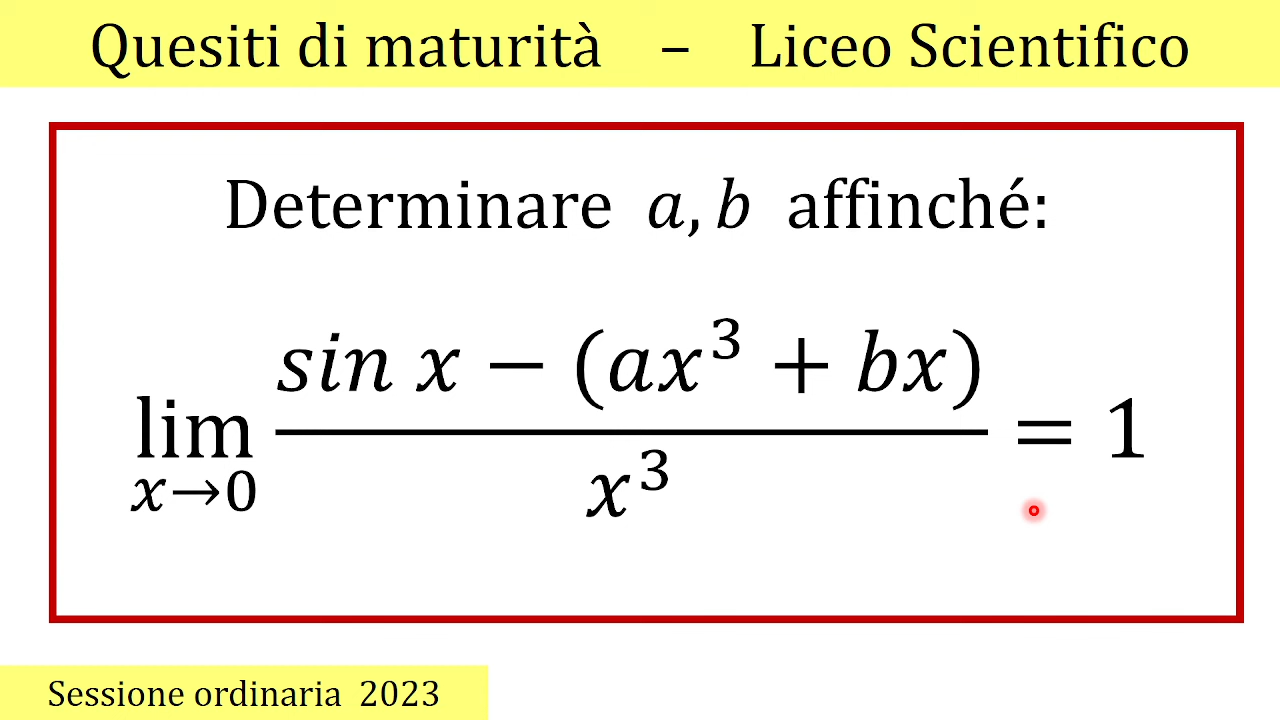 Quesiti di maturità – Liceo Scientifico
Determinare a, b affinché:
lim x→0 sin x − (ax³ + bx) / x³ = 1
Sessione ordinaria 2023